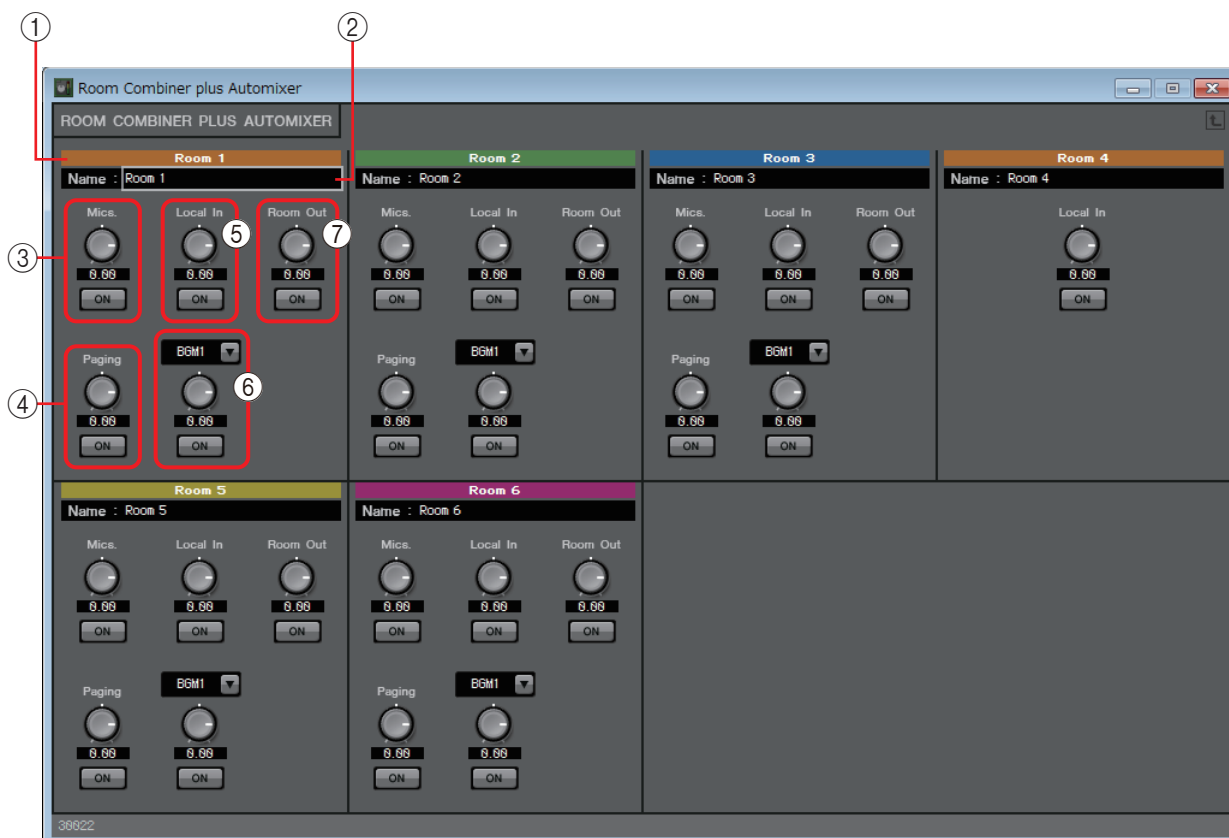 ① ②
Room Combiner plus Automixer
ROOM COMBINER PLUS AUTOMIXER
Room 1 Room 2 Room 3 Room 4
Name : Room 1 Name : Room 2 Name : Room 3 Name : Room 4
Mics. Local In Room Out Mics. Local In Room Out Mics. Local In Room Out Local In
③ ⑤ ⑦
0.00 0.00 0.00 0.00 0.00 0.00 0.00 0.00 0.00 0.00
ON ON ON ON ON ON ON ON ON ON
Paging BGM1 Paging BGM1 Paging BGM1
④ ⑥
0.00 0.00 0.00 0.00 0.00 0.00
ON ON ON ON ON ON
Room 5 Room 6
Name : Room 5 Name : Room 6
Mics. Local In Room Out Mics. Local In Room Out
0.00 0.00 0.00 0.00 0.00 0.00
ON ON ON ON ON ON
Paging BGM1 Paging BGM1
0.00 0.00 0.00 0.00
ON ON ON ON
30022